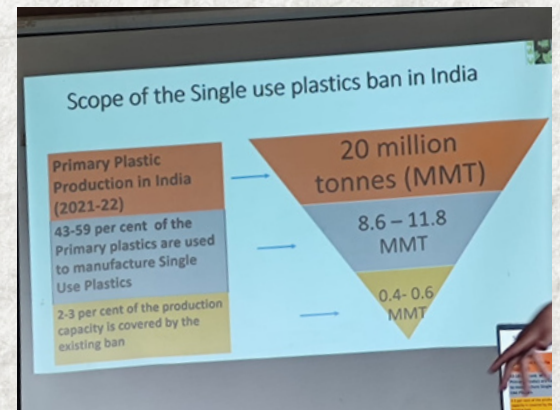 Scope of the Single use plastics ban in India
Primary Plastic
Production in India
(2021-22)
20 million
tonnes (MMT)
43-59 per cent of the
Primary plastics are used
to manufacture Single
Use Plastics
8.6 – 11.8
MMT
2-3 per cent of the production
capacity is covered by the
existing ban
0.4- 0.6
MMT